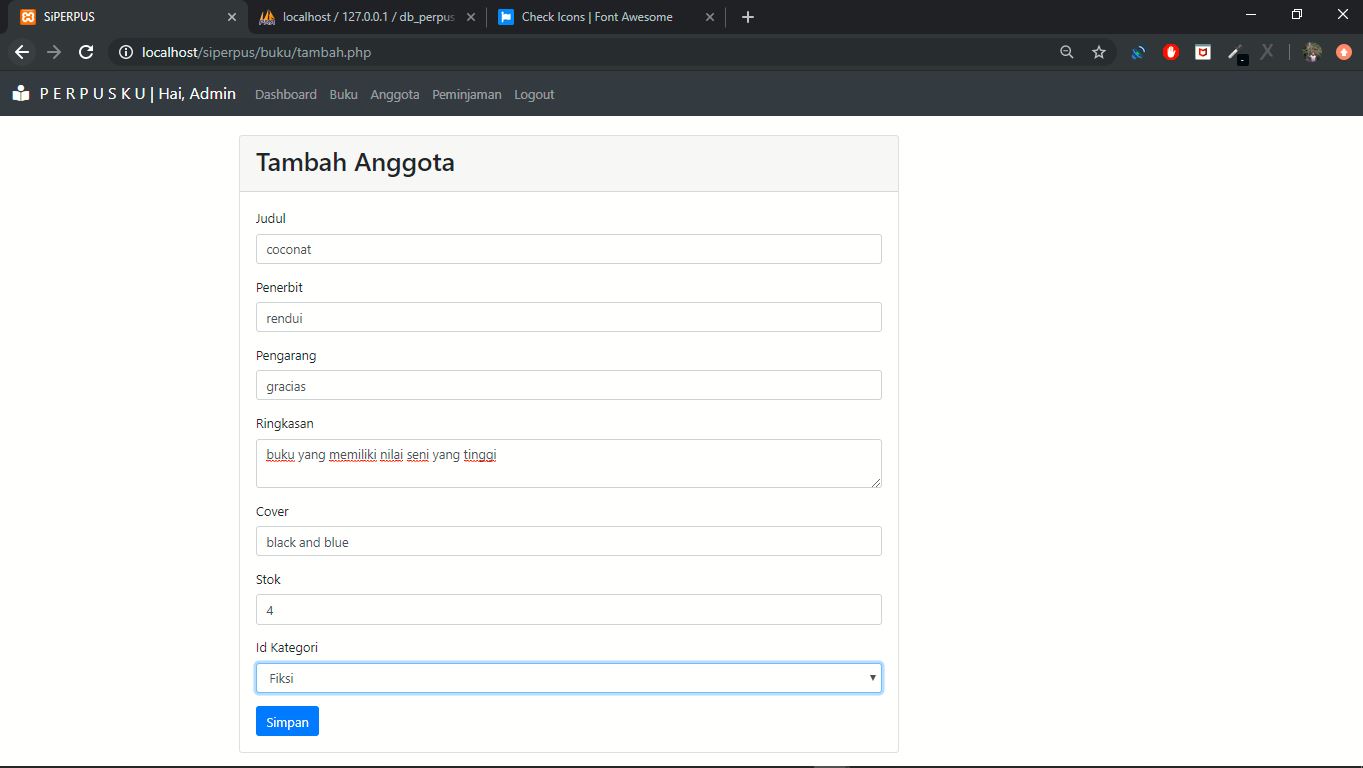 SiPERPUS
localhost / 127.0.0.1 / db_perpus
Check Icons | Font Awesome
localhost/siperpus/buku/tambah.php
P E R P U S K U | Hai, Admin Dashboard Buku Anggota Peminjaman Logout
Tambah Anggota
Judul
coconat
Penerbit
rendui
Pengarang
gracias
Ringkasan
buku yang memiliki nilai seni yang tinggi
Cover
black and blue
Stok
4
Id Kategori
Fiksi
Simpan